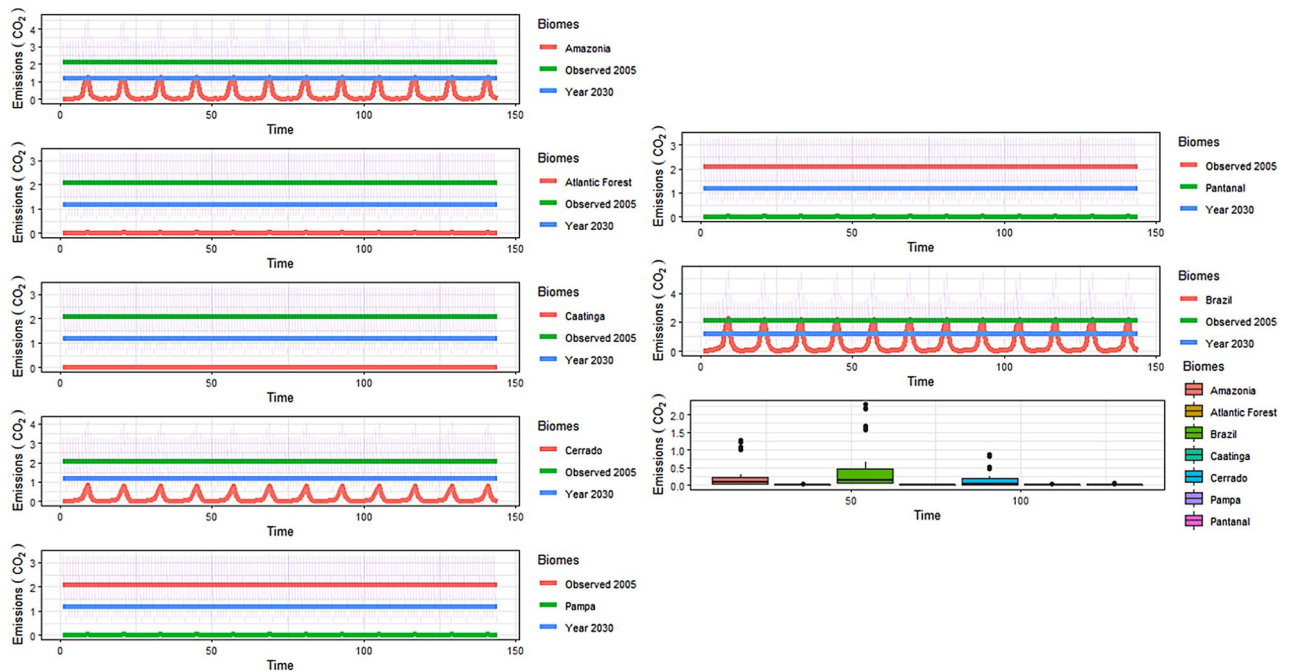 Emissions ( CO2 )
4
3
2
1
0
0 50 100 150
Time
Biomes
Amazonia
Observed 2005
Year 2030
Emissions ( CO2 )
3
2
1
0
0 50 100 150
Time
Biomes
Atlantic Forest
Observed 2005
Year 2030
Emissions ( CO2 )
3
2
1
0
0 50 100 150
Time
Biomes
Caatinga
Observed 2005
Year 2030
Emissions ( CO2 )
4
3
2
1
0
0 50 100 150
Time
Biomes
Cerrado
Observed 2005
Year 2030
Emissions ( CO2 )
3
2
1
0
0 50 100 150
Time
Biomes
Observed 2005
Pampa
Year 2030
Emissions ( CO2 )
3
2
1
0
0 50 100 150
Time
Biomes
Observed 2005
Pantanal
Year 2030
Emissions ( CO2 )
4
2
0
0 50 100 150
Time
Biomes
Brazil
Observed 2005
Year 2030
Emissions ( CO2 )
2.0
1.5
1.0
0.5
0.0
50 100
Time
Biomes
Amazonia
Atlantic Forest
Brazil
Caatinga
Cerrado
Pampa
Pantanal